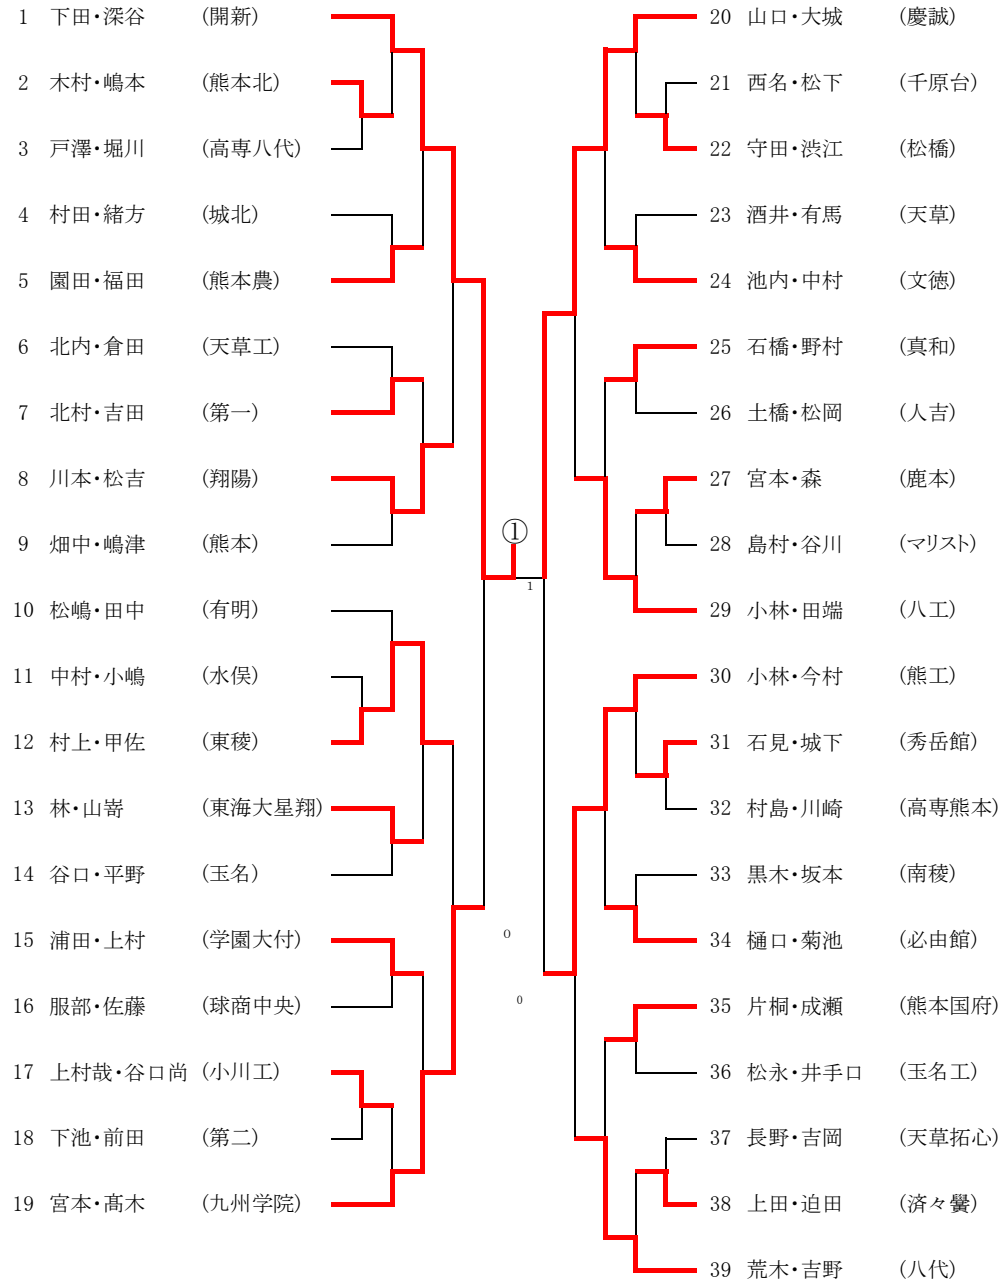 1 下田・深谷 (開新)
2 木村・嶋本 (熊本北)
3 戸澤・堀川 (高専八代)
4 村田・緒方 (城北)
5 園田・福田 (熊本農)
6 北内・倉田 (天草工)
7 北村・吉田 (第一)
8 川本・松吉 (翔陽)
9 畑中・嶋津 (熊本)
10 松嶋・田中 (有明)
11 中村・小嶋 (水俣)
12 村上・甲佐 (東稜)
13 林・山嵜 (東海大星翔)
14 谷口・平野 (玉名)
15 浦田・上村 (学園大付)
16 服部・佐藤 (球商中央)
17 上村哉・谷口尚 (小川工)
18 下池・前田 (第二)
19 宮本・髙木 (九州学院)
①
1
0
0
20 山口・大城 (慶誠)
21 西名・松下 (千原台)
22 守田・渋江 (松橋)
23 酒井・有馬 (天草)
24 池内・中村 (文徳)
25 石橋・野村 (真和)
26 土橋・松岡 (人吉)
27 宮本・森 (鹿本)
28 島村・谷川 (マリスト)
29 小林・田端 (八工)
30 小林・今村 (熊工)
31 石見・城下 (秀岳館)
32 村島・川崎 (高専熊本)
33 黒木・坂本 (南稜)
34 樋口・菊池 (必由館)
35 片桐・成瀬 (熊本国府)
36 松永・井手口 (玉名工)
37 長野・吉岡 (天草拓心)
38 上田・迫田 (済々黌)
39 荒木・吉野 (八代)